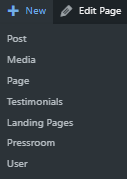 New Edit Page
Post
Media
Page
Testimonials
Landing Pages
Pressroom
User